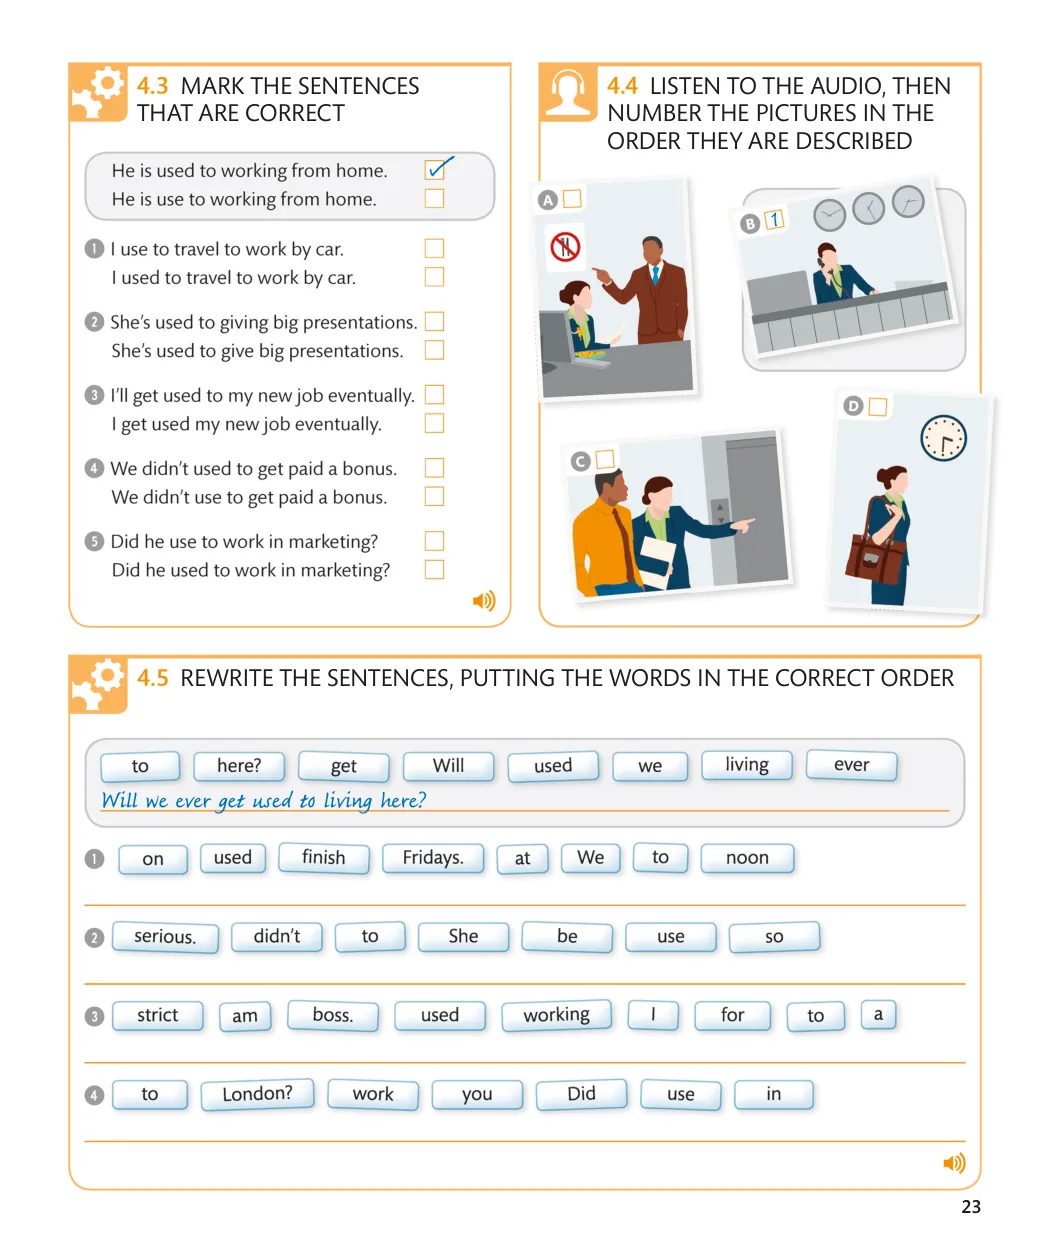 4.3 MARK THE SENTENCES
THAT ARE CORRECT
He is used to working from home.
He is use to working from home.
1 I use to travel to work by car.
I used to travel to work by car.
2 She's used to giving big presentations.
She's used to give big presentations.
3 I'll get used to my new job eventually.
I get used my new job eventually.
4 We didn't used to get paid a bonus.
We didn't use to get paid a bonus.
5 Did he use to work in marketing?
Did he used to work in marketing?
4.4 LISTEN TO THE AUDIO, THEN
NUMBER THE PICTURES IN THE
ORDER THEY ARE DESCRIBED
A
B 1
C
D
4.5 REWRITE THE SENTENCES, PUTTING THE WORDS IN THE CORRECT ORDER
to here? get Will used we living ever
Will we ever get used to living here?
1 on used finish Fridays. at We to noon
2 serious. didn't to She be use so
3 strict am boss. used working I for to a
4 to London? work you Did use in
23